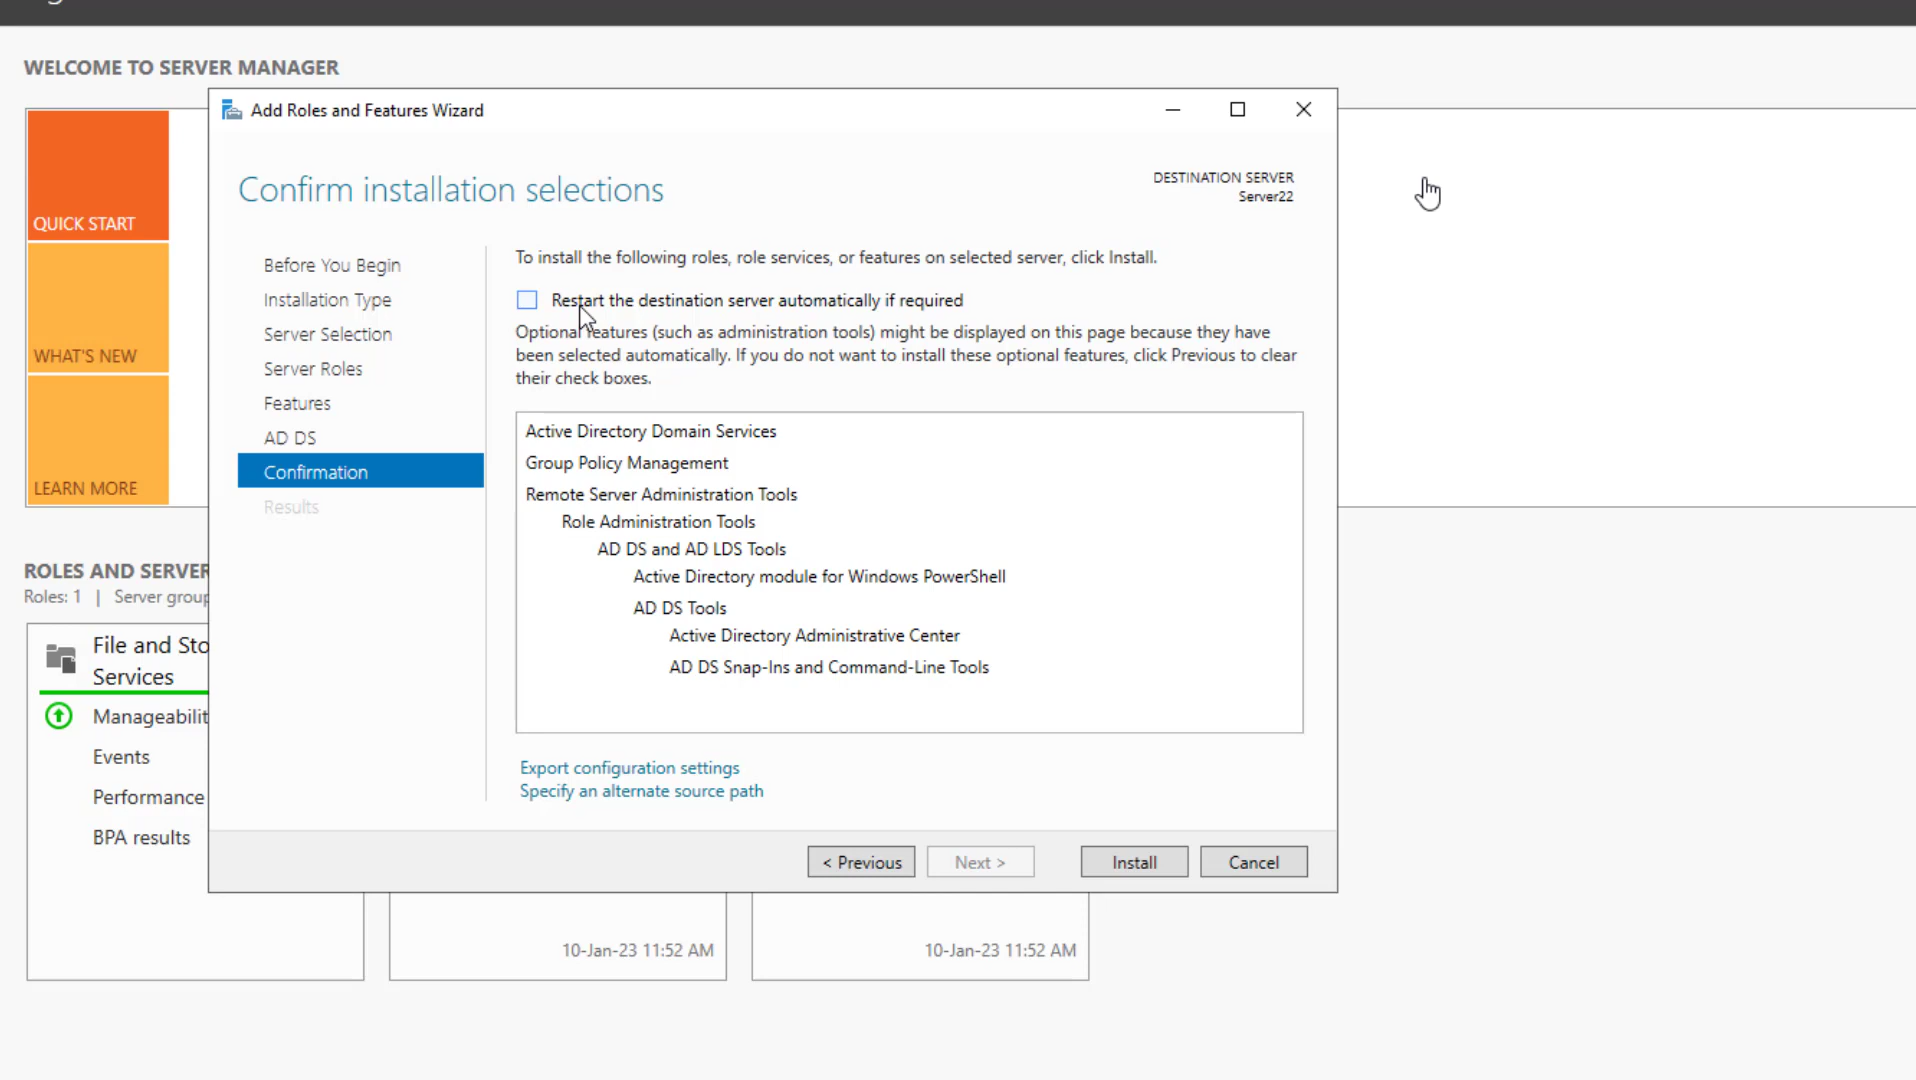 WELCOME TO SERVER MANAGER
QUICK START
WHAT'S NEW
LEARN MORE
Add Roles and Features Wizard
Confirm installation selections
DESTINATION SERVER
Server22
Before You Begin
Installation Type
Server Selection
Server Roles
Features
AD DS
Confirmation
Results
To install the following roles, role services, or features on selected server, click Install.
Restart the destination server automatically if required
Optional features (such as administration tools) might be displayed on this page because they have
been selected automatically. If you do not want to install these optional features, click Previous to clear
their check boxes.
Active Directory Domain Services
Group Policy Management
Remote Server Administration Tools
Role Administration Tools
AD DS and AD LDS Tools
Active Directory module for Windows PowerShell
AD DS Tools
Active Directory Administrative Center
AD DS Snap-Ins and Command-Line Tools
Export configuration settings
Specify an alternate source path
< Previous
Next >
Install
Cancel
ROLES AND SERVER
Roles: 1 | Server group
File and Sto
Services
Manageabilit
Events
Performance
BPA results
10-Jan-23 11:52 AM
10-Jan-23 11:52 AM